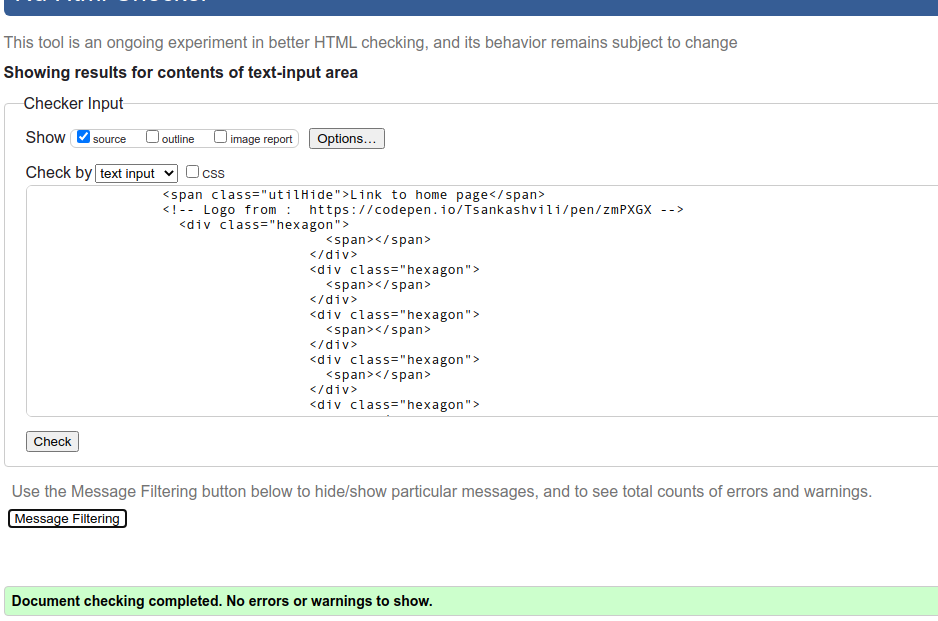 This tool is an ongoing experiment in better HTML checking, and its behavior remains subject to change
Showing results for contents of text-input area
Checker Input
Show source outline image report Options...
Check by text input CSS
<span class="utilHide">Link to home page</span>
<!-- Logo from :  https://codepen.io/Tsankashvili/pen/zmPXGX -->
<div class="hexagon">
<span></span>
</div>
<div class="hexagon">
<span></span>
</div>
<div class="hexagon">
<span></span>
</div>
<div class="hexagon">
<span></span>
</div>
<div class="hexagon">
Check
Use the Message Filtering button below to hide/show particular messages, and to see total counts of errors and warnings.
Message Filtering
Document checking completed. No errors or warnings to show.